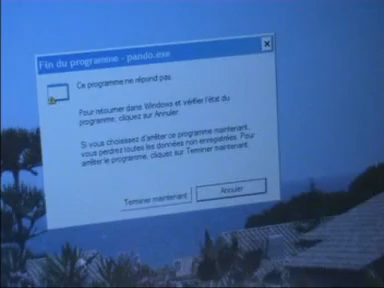 Fin du programme - pando.exe
Ce programme ne répond pas.
Pour retourner dans Windows et vérifier l'état du
programme, cliquez sur Annuler.
Si vous choisissez d'arrêter ce programme maintenant,
vous perdrez toutes les données non enregistrées. Pour
arrêter le programme, cliquez sur Terminer maintenant.
Terminer maintenant
Annuler